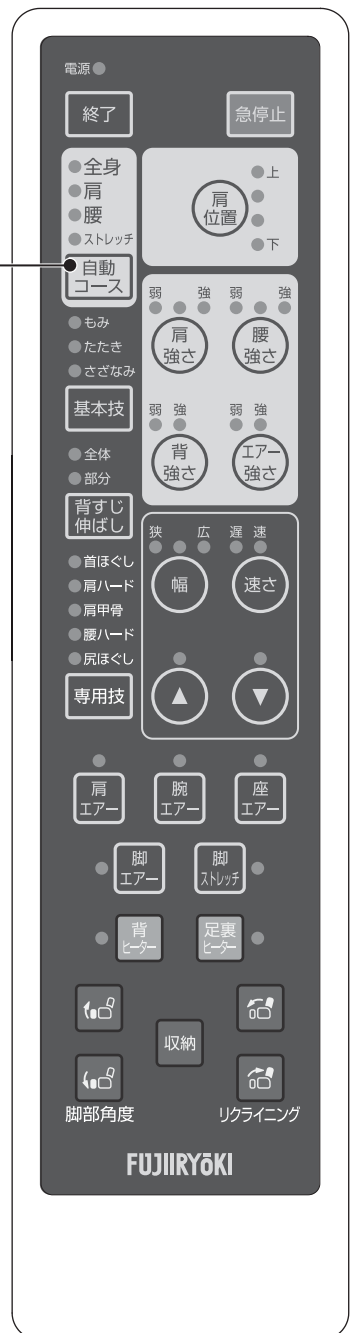 電源
終了
急停止
全身
肩
腰
ストレッチ
自動
コース
上
肩
位置
下
もみ
たたき
さざなみ
基本技
弱 強
肩
強さ
弱 強
腰
強さ
弱 強
背
強さ
弱 強
エアー
強さ
全体
部分
背すじ
伸ばし
首ほぐし
肩ハード
肩甲骨
腰ハード
尻ほぐし
専用技
狭 広
幅
遅 速
速さ
▲
▼
肩
エアー
腕
エアー
座
エアー
脚
エアー
脚
ストレッチ
背
ヒーター
足裏
ヒーター
収納
脚部角度
リクライニング
FUJIIRYōKI